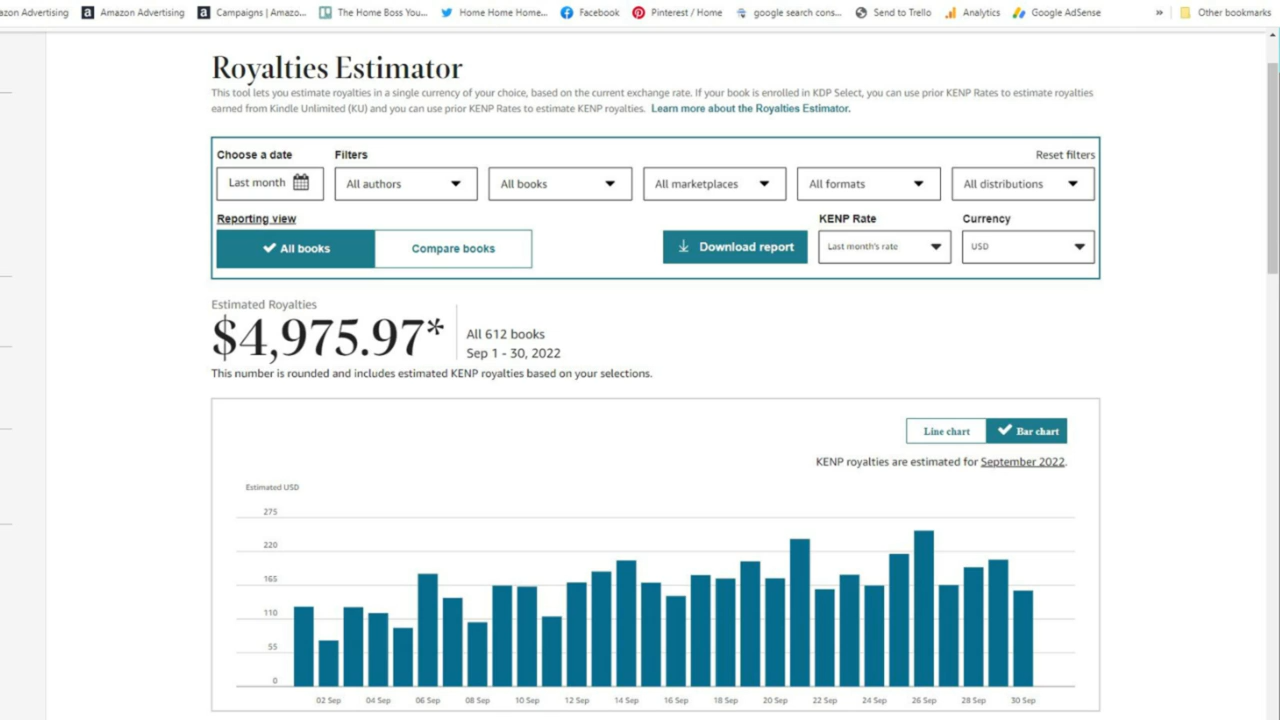 zon Advertising Amazon Advertising Campaigns | Amazo... The Home Boss You... Home Home Home... Facebook Pinterest / Home google search cons... Send to Trello Analytics Google AdSense » Other bookmarks
Royalties Estimator
This tool lets you estimate royalties in a single currency of your choice, based on the current exchange rate. If your book is enrolled in KDP Select, you can use prior KENP Rates to estimate royalties
earned from Kindle Unlimited (KU) and you can use prior KENP Rates to estimate KENP royalties. Learn more about the Royalties Estimator.
Choose a date Filters Reset filters
Last month All authors All books All marketplaces All formats All distributions
Reporting view KENP Rate Currency
All books Compare books Download report Last month's rate USD
Estimated Royalties
$4,975.97*
All 612 books
Sep 1 - 30, 2022
This number is rounded and includes estimated KENP royalties based on your selections.
Line chart Bar chart
KENP royalties are estimated for September 2022.
Estimated USD
275
220
165
110
55
0
02 Sep 04 Sep 06 Sep 08 Sep 10 Sep 12 Sep 14 Sep 16 Sep 18 Sep 20 Sep 22 Sep 24 Sep 26 Sep 28 Sep 30 Sep